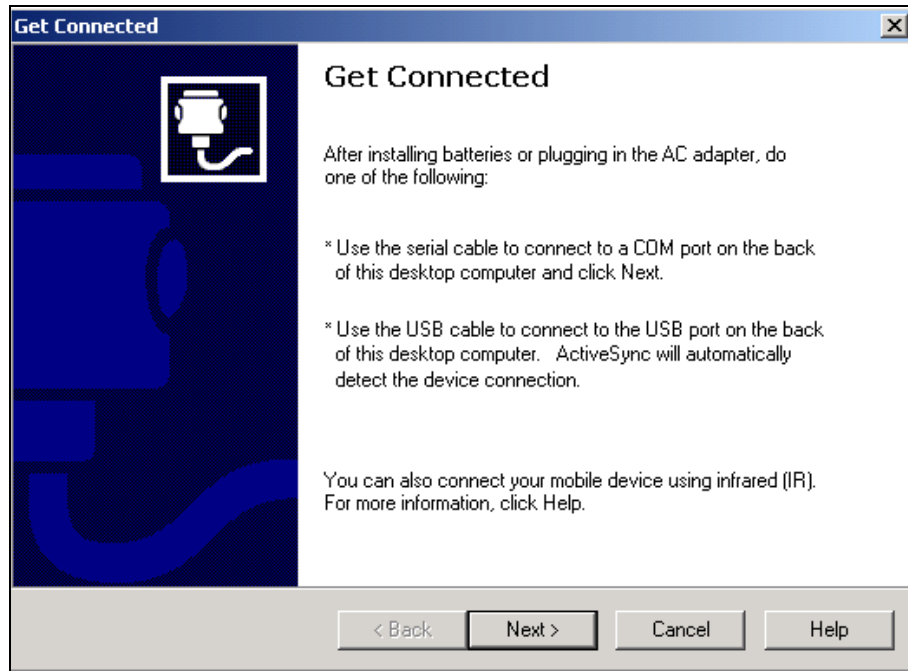 Get Connected
Get Connected
After installing batteries or plugging in the AC adapter, do
one of the following:
* Use the serial cable to connect to a COM port on the back
of this desktop computer and click Next.
* Use the USB cable to connect to the USB port on the back
of this desktop computer.   ActiveSync will automatically
detect the device connection.
You can also connect your mobile device using infrared (IR).
For more information, click Help.
< Back Next > Cancel Help